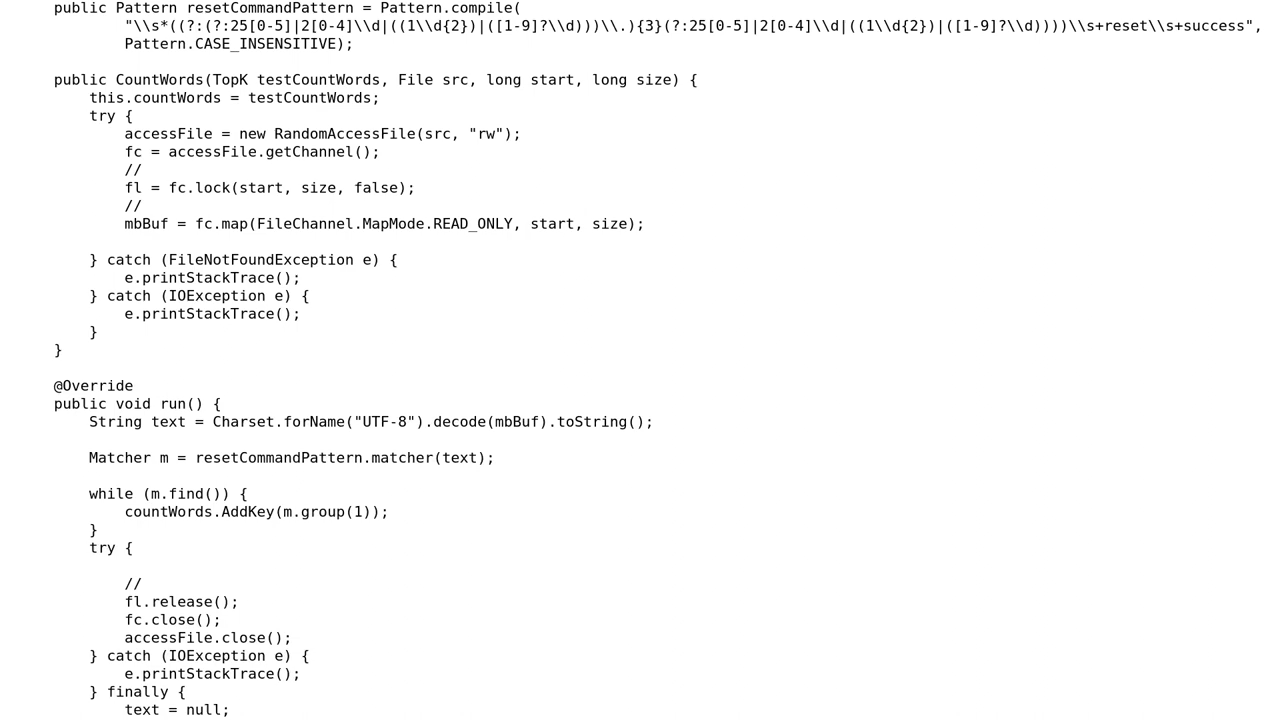 public Pattern resetCommandPattern = Pattern.compile(
"\\s*((?:(?:25[0-5]|2[0-4]\\d|((1\\d{2})|([1-9]?\\d)))\\.){3}(?:25[0-5]|2[0-4]\\d|((1\\d{2})|([1-9]?\\d))))\\s+reset\\s+success",
Pattern.CASE_INSENSITIVE);
public CountWords(TopK testCountWords, File src, long start, long size) {
this.countWords = testCountWords;
try {
accessFile = new RandomAccessFile(src, "rw");
fc = accessFile.getChannel();
//
fl = fc.lock(start, size, false);
//
mbBuf = fc.map(FileChannel.MapMode.READ_ONLY, start, size);
} catch (FileNotFoundException e) {
e.printStackTrace();
} catch (IOException e) {
e.printStackTrace();
}
}
@Override
public void run() {
String text = Charset.forName("UTF-8").decode(mbBuf).toString();
Matcher m = resetCommandPattern.matcher(text);
while (m.find()) {
countWords.AddKey(m.group(1));
}
try {
//
fl.release();
fc.close();
accessFile.close();
} catch (IOException e) {
e.printStackTrace();
} finally {
text = null;